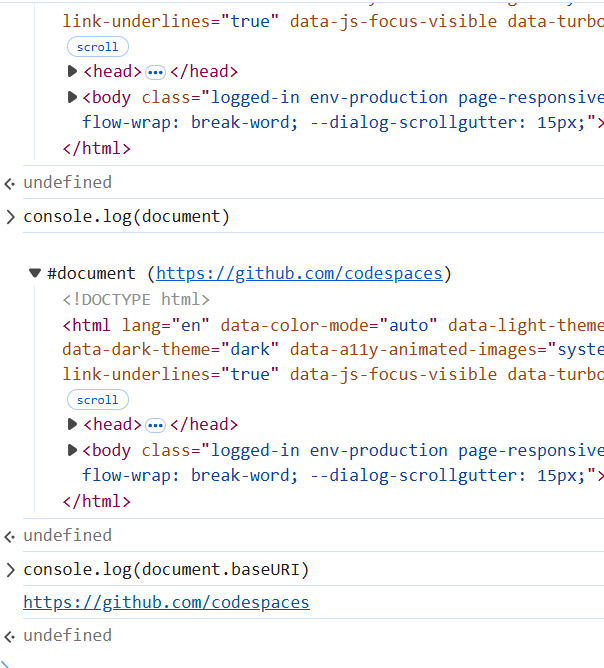 link-underlines="true" data-js-focus-visible data-turbo
scroll
<head>…</head>
<body class="logged-in env-production page-responsive
flow-wrap: break-word; --dialog-scrollgutter: 15px;">
</html>
undefined
console.log(document)
#document (https://github.com/codespaces)
<!DOCTYPE html>
<html lang="en" data-color-mode="auto" data-light-theme
data-dark-theme="dark" data-a11y-animated-images="syste
link-underlines="true" data-js-focus-visible data-turbo
scroll
<head>…</head>
<body class="logged-in env-production page-responsive
flow-wrap: break-word; --dialog-scrollgutter: 15px;">
</html>
undefined
console.log(document.baseURI)
https://github.com/codespaces
undefined